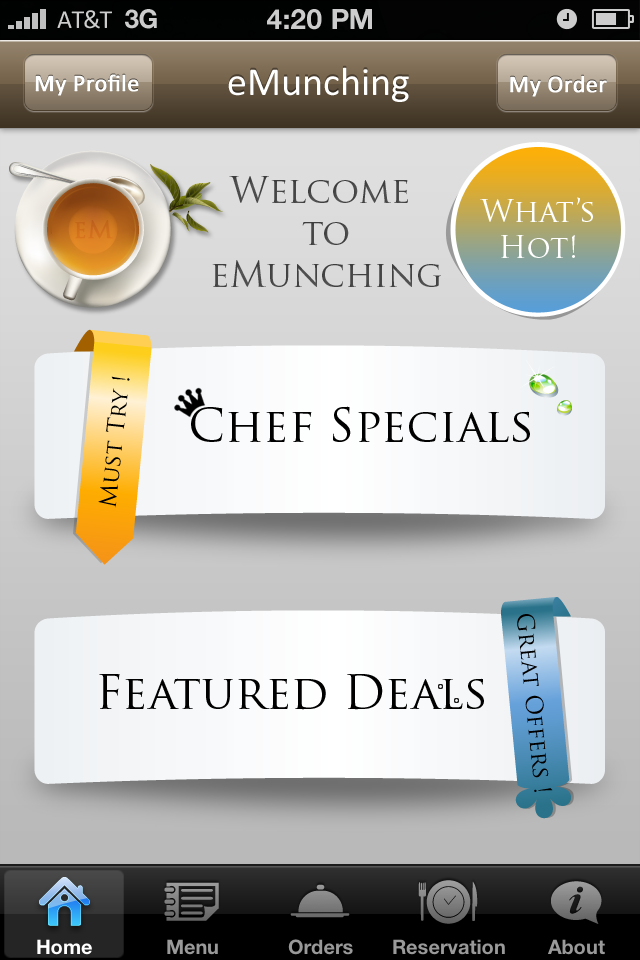 AT&T 3G 4:20 PM
My Profile
eMunching
My Order
Welcome
to
eMunching
What's
Hot!
eM
Must Try !
Chef Specials
Featured Deals
Great Offers !
Home
Menu
Orders
Reservation
About